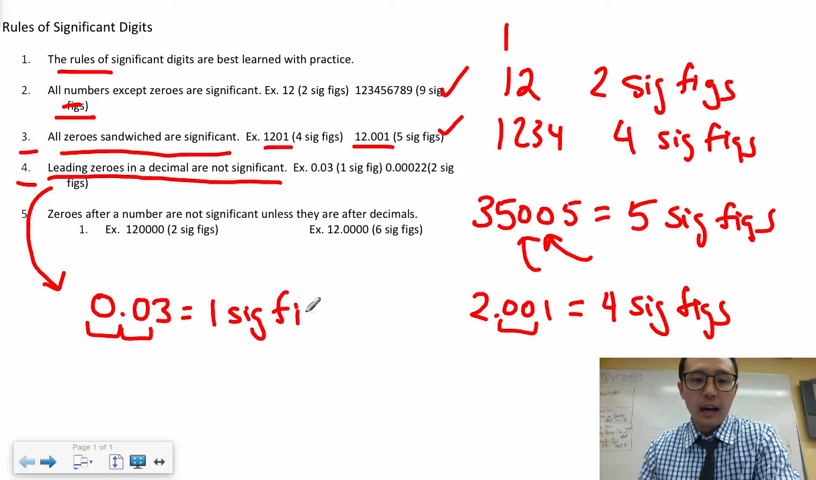 Rules of Significant Digits
1. The rules of significant digits are best learned with practice.
2. All numbers except zeroes are significant. Ex. 12 (2 sig figs) 123456789 (9 sig
figs)
3. All zeroes sandwiched are significant. Ex. 1201 (4 sig figs) 12.001 (5 sig figs)
4. Leading zeroes in a decimal are not significant. Ex. 0.03 (1 sig fig) 0.00022(2 sig
figs)
5. Zeroes after a number are not significant unless they are after decimals.
1. Ex. 120000 (2 sig figs) Ex. 12.0000 (6 sig figs)
1
12 2 sig figs
1234 4 sig figs
35005 = 5 sig figs
0.03 = 1 sig fi
2.001 = 4 sig figs
Page 1 of 1